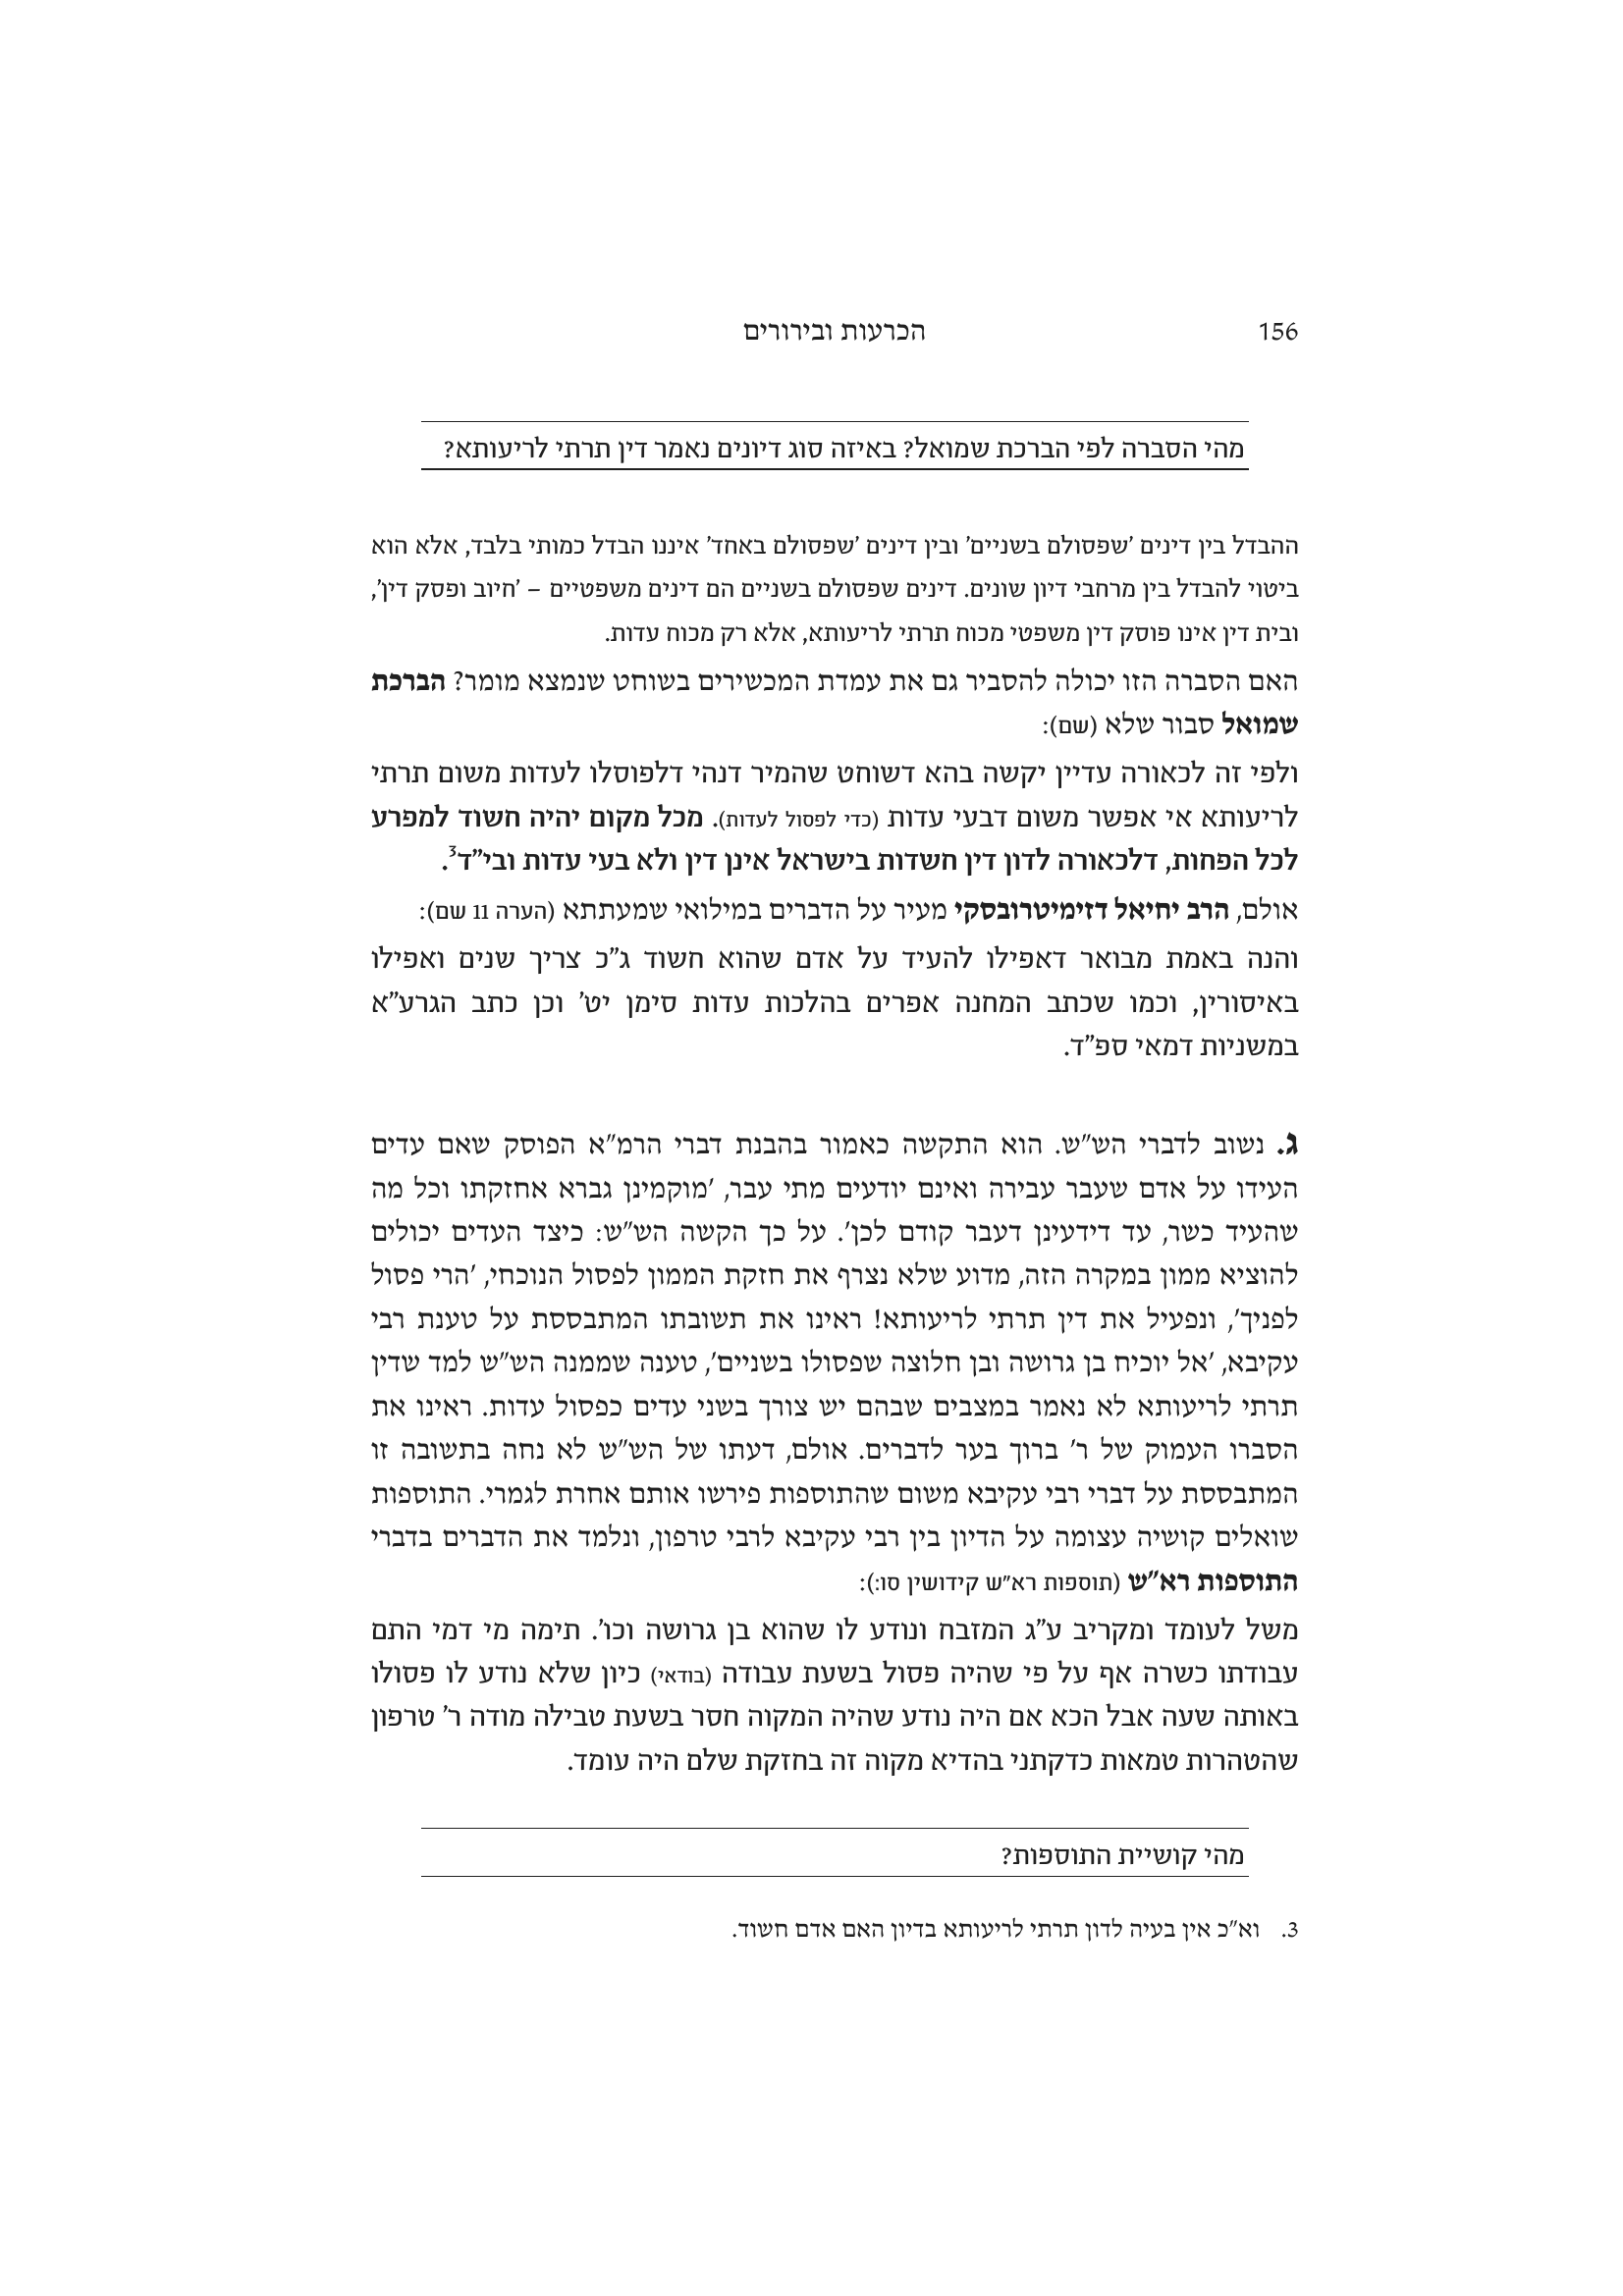 156
הכרעות ובירורים
מהי הסברה לפי הברכת שמואל? באיזה סוג דיונים נאמר דין תרתי לריעותא?
ההבדל בין דינים 'שפסולם בשניים' ובין דינים 'שפסולם באחד' איננו הבדל כמותי בלבד, אלא הוא
ביטוי להבדל בין מרחבי דיון שונים. דינים שפסולם בשניים הם דינים משפטיים – 'חיוב ופסק דין',
ובית דין אינו פוסק דין משפטי מכוח תרתי לריעותא, אלא רק מכוח עדות.
האם הסברה הזו יכולה להסביר גם את עמדת המכשירים בשוחט שנמצא מומר? הברכת
שמואל סבור שלא (שם):
ולפי זה לכאורה עדיין יקשה בהא דשוחט שהמיר דנהי דלפוסלו לעדות משום תרתי
לריעותא אי אפשר משום דבעי עדות (כדי לפסול לעדות). מכל מקום יהיה חשוד למפרע
לכל הפחות, דלכאורה לדון דין חשדות בישראל אינן דין ולא בעי עדות ובי"ד3.
אולם, הרב יחיאל דזימיטרובסקי מעיר על הדברים במילואי שמעתתא (הערה 11 שם):
והנה באמת מבואר דאפילו להעיד על אדם שהוא חשוד ג"כ צריך שנים ואפילו
באיסורין, וכמו שכתב המחנה אפרים בהלכות עדות סימן יט' וכן כתב הגרע"א
במשניות דמאי ספ"ד.
ג. נשוב לדברי הש"ש. הוא התקשה כאמור בהבנת דברי הרמ"א הפוסק שאם עדים
העידו על אדם שעבר עבירה ואינם יודעים מתי עבר, 'מוקמינן גברא אחזקתו וכל מה
שהעיד כשר, עד דידעינן דעבר קודם לכן'. על כך הקשה הש"ש: כיצד העדים יכולים
להוציא ממון במקרה הזה, מדוע שלא נצרף את חזקת הממון לפסול הנוכחי, 'הרי פסול
לפניך', ונפעיל את דין תרתי לריעותא! ראינו את תשובתו המתבססת על טענת רבי
עקיבא, 'אל יוכיח בן גרושה ובן חלוצה שפסולו בשניים', טענה שממנה הש"ש למד שדין
תרתי לריעותא לא נאמר במצבים שבהם יש צורך בשני עדים כפסול עדות. ראינו את
הסברו העמוק של ר' ברוך בער לדברים. אולם, דעתו של הש"ש לא נחה בתשובה זו
המתבססת על דברי רבי עקיבא משום שהתוספות פירשו אותם אחרת לגמרי. התוספות
שואלים קושיה עצומה על הדיון בין רבי עקיבא לרבי טרפון, ונלמד את הדברים בדברי
התוספות רא"ש (תוספות רא"ש קידושין סו:):
משל לעומד ומקריב ע"ג המזבח ונודע לו שהוא בן גרושה וכו'. תימה מי דמי התם
עבודתו כשרה אף על פי שהיה פסול בשעת עבודה (בודאי) כיון שלא נודע לו פסולו
באותה שעה אבל הכא אם היה נודע שהיה המקוה חסר בשעת טבילה מודה ר' טרפון
שהטהרות טמאות כדקתני בהדיא מקוה זה בחזקת שלם היה עומד.
מהי קושיית התוספות?
3. וא"כ אין בעיה לדון תרתי לריעותא בדיון האם אדם חשוד.